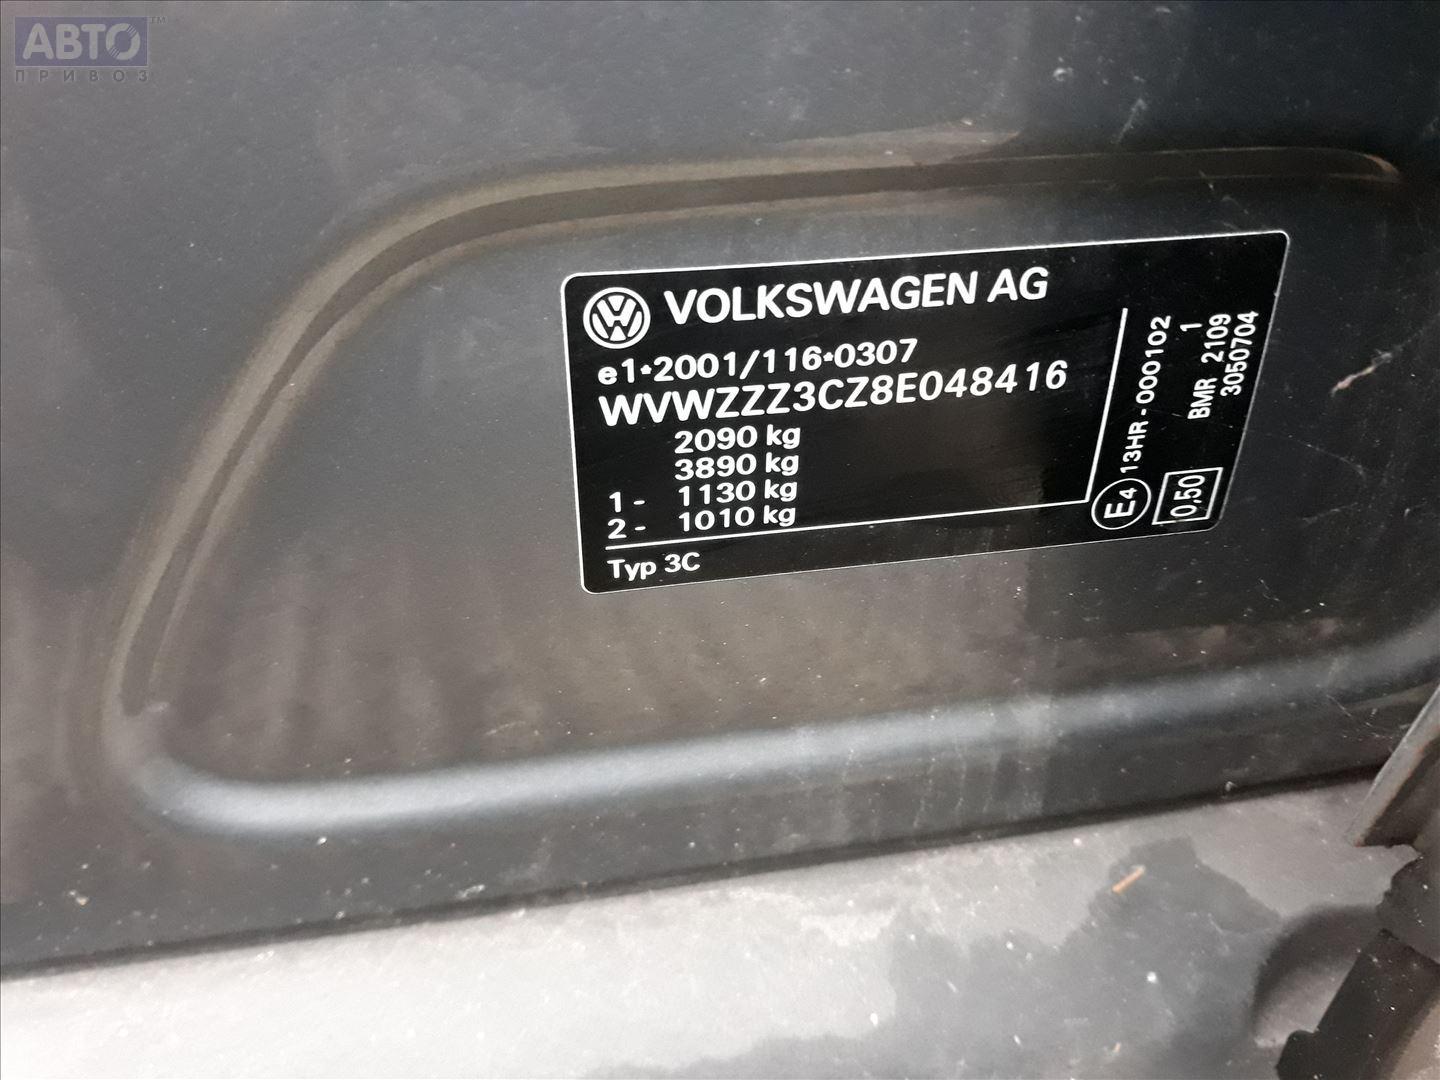 АВТО™
ПРИВОЗ
VOLKSWAGEN AG
e1*2001/116*0307
WVWZZZ3CZ8E048416
2090 kg
3890 kg
1 - 1130 kg
2 - 1010 kg
Typ 3C
E4 13HR-000102
1
0,50 BMR 2109
3050704